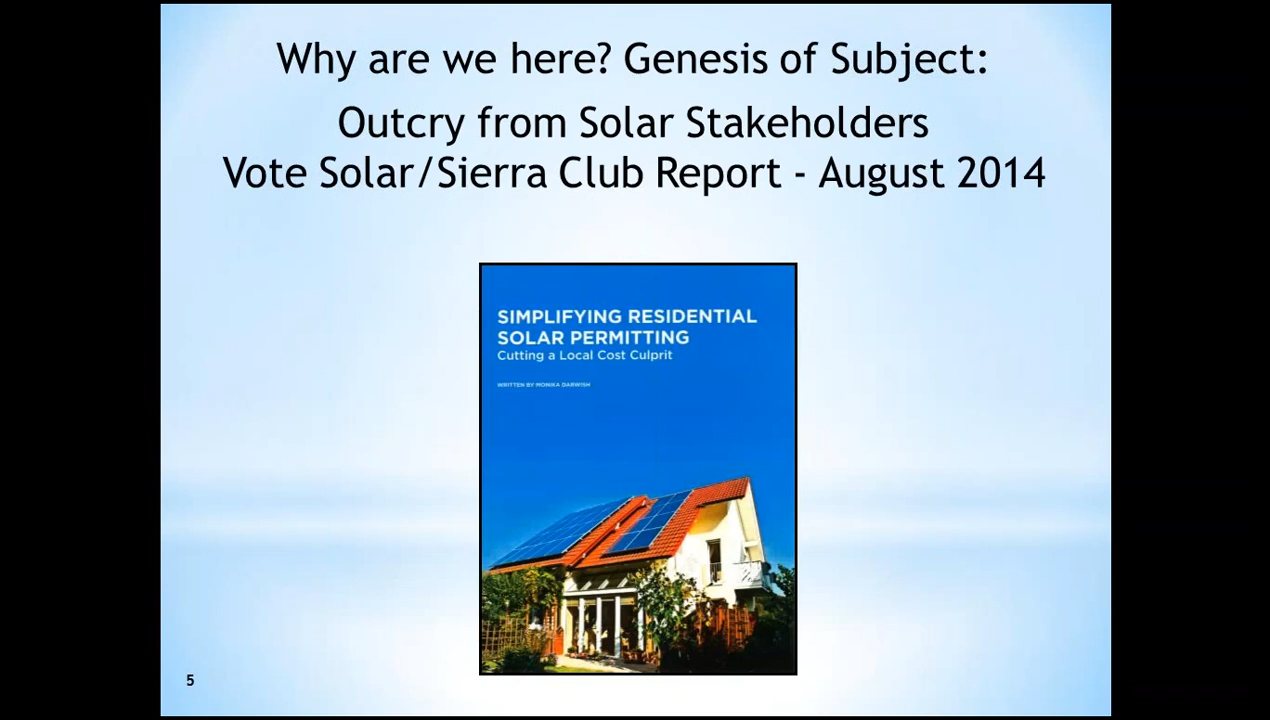 Why are we here? Genesis of Subject:
Outcry from Solar Stakeholders
Vote Solar/Sierra Club Report - August 2014
SIMPLIFYING RESIDENTIAL
SOLAR PERMITTING
Cutting a Local Cost Culprit
WRITTEN BY MONIKA DARWISH
5